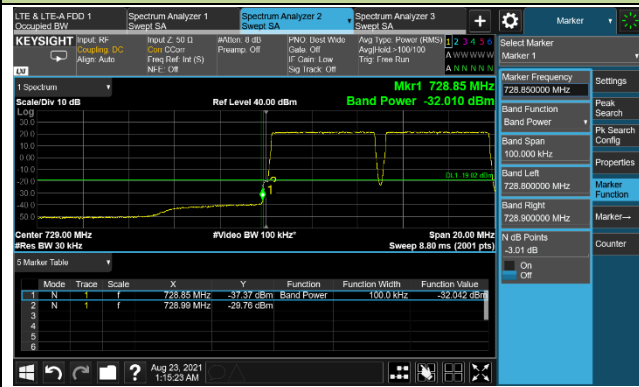 LTE & LTE-A FDD 1
Occupied BW
Spectrum Analyzer 1
Swept SA
Spectrum Analyzer 2
Swept SA
Spectrum Analyzer 3
Swept SA
+
Marker
KEYSIGHT
Input: RF
Coupling: DC
Align: Auto
Input Z: 50 Ω
Corr CCorr
Freq Ref: Int (S)
NFE: Off
#Atten: 8 dB
Preamp: Off
PNO: Best Wide
Gate: Off
IF Gain: Low
Sig Track: Off
Avg Type: Power (RMS)
Avg|Hold:>100/100
Trig: Free Run
1 2 3 4 5 6
A W W W W W
A N N N N N
LXI
Select Marker
Marker 1
1 Spectrum
Scale/Div 10 dB
Ref Level 40.00 dBm
Mkr1 728.85 MHz
Band Power -32.010 dBm
Log
30.0
20.0
10.0
0.00
-10.0
-20.0
-30.0
-40.0
-50.0
DL1 -19.02 dBm
2
1
Center 729.00 MHz
#Res BW 30 kHz
#Video BW 100 kHz*
Span 20.00 MHz
Sweep 8.80 ms (2001 pts)
5 Marker Table
Mode Trace Scale X Y Function Function Width Function Value
1 N 1 f 728.85 MHz -37.37 dBm Band Power 100.0 kHz -32.042 dBm
2 N 1 f 728.99 MHz -29.76 dBm
3
4
5
6
Marker Frequency
728.850000 MHz
Band Function
Band Power
Band Span
100.000 kHz
Band Left
728.800000 MHz
Band Right
728.900000 MHz
N dB Points
-3.01 dB
On
Off
Settings
Peak
Search
Pk Search
Config
Properties
Marker
Function
Marker→
Counter
?
Aug 23, 2021
1:15:23 AM